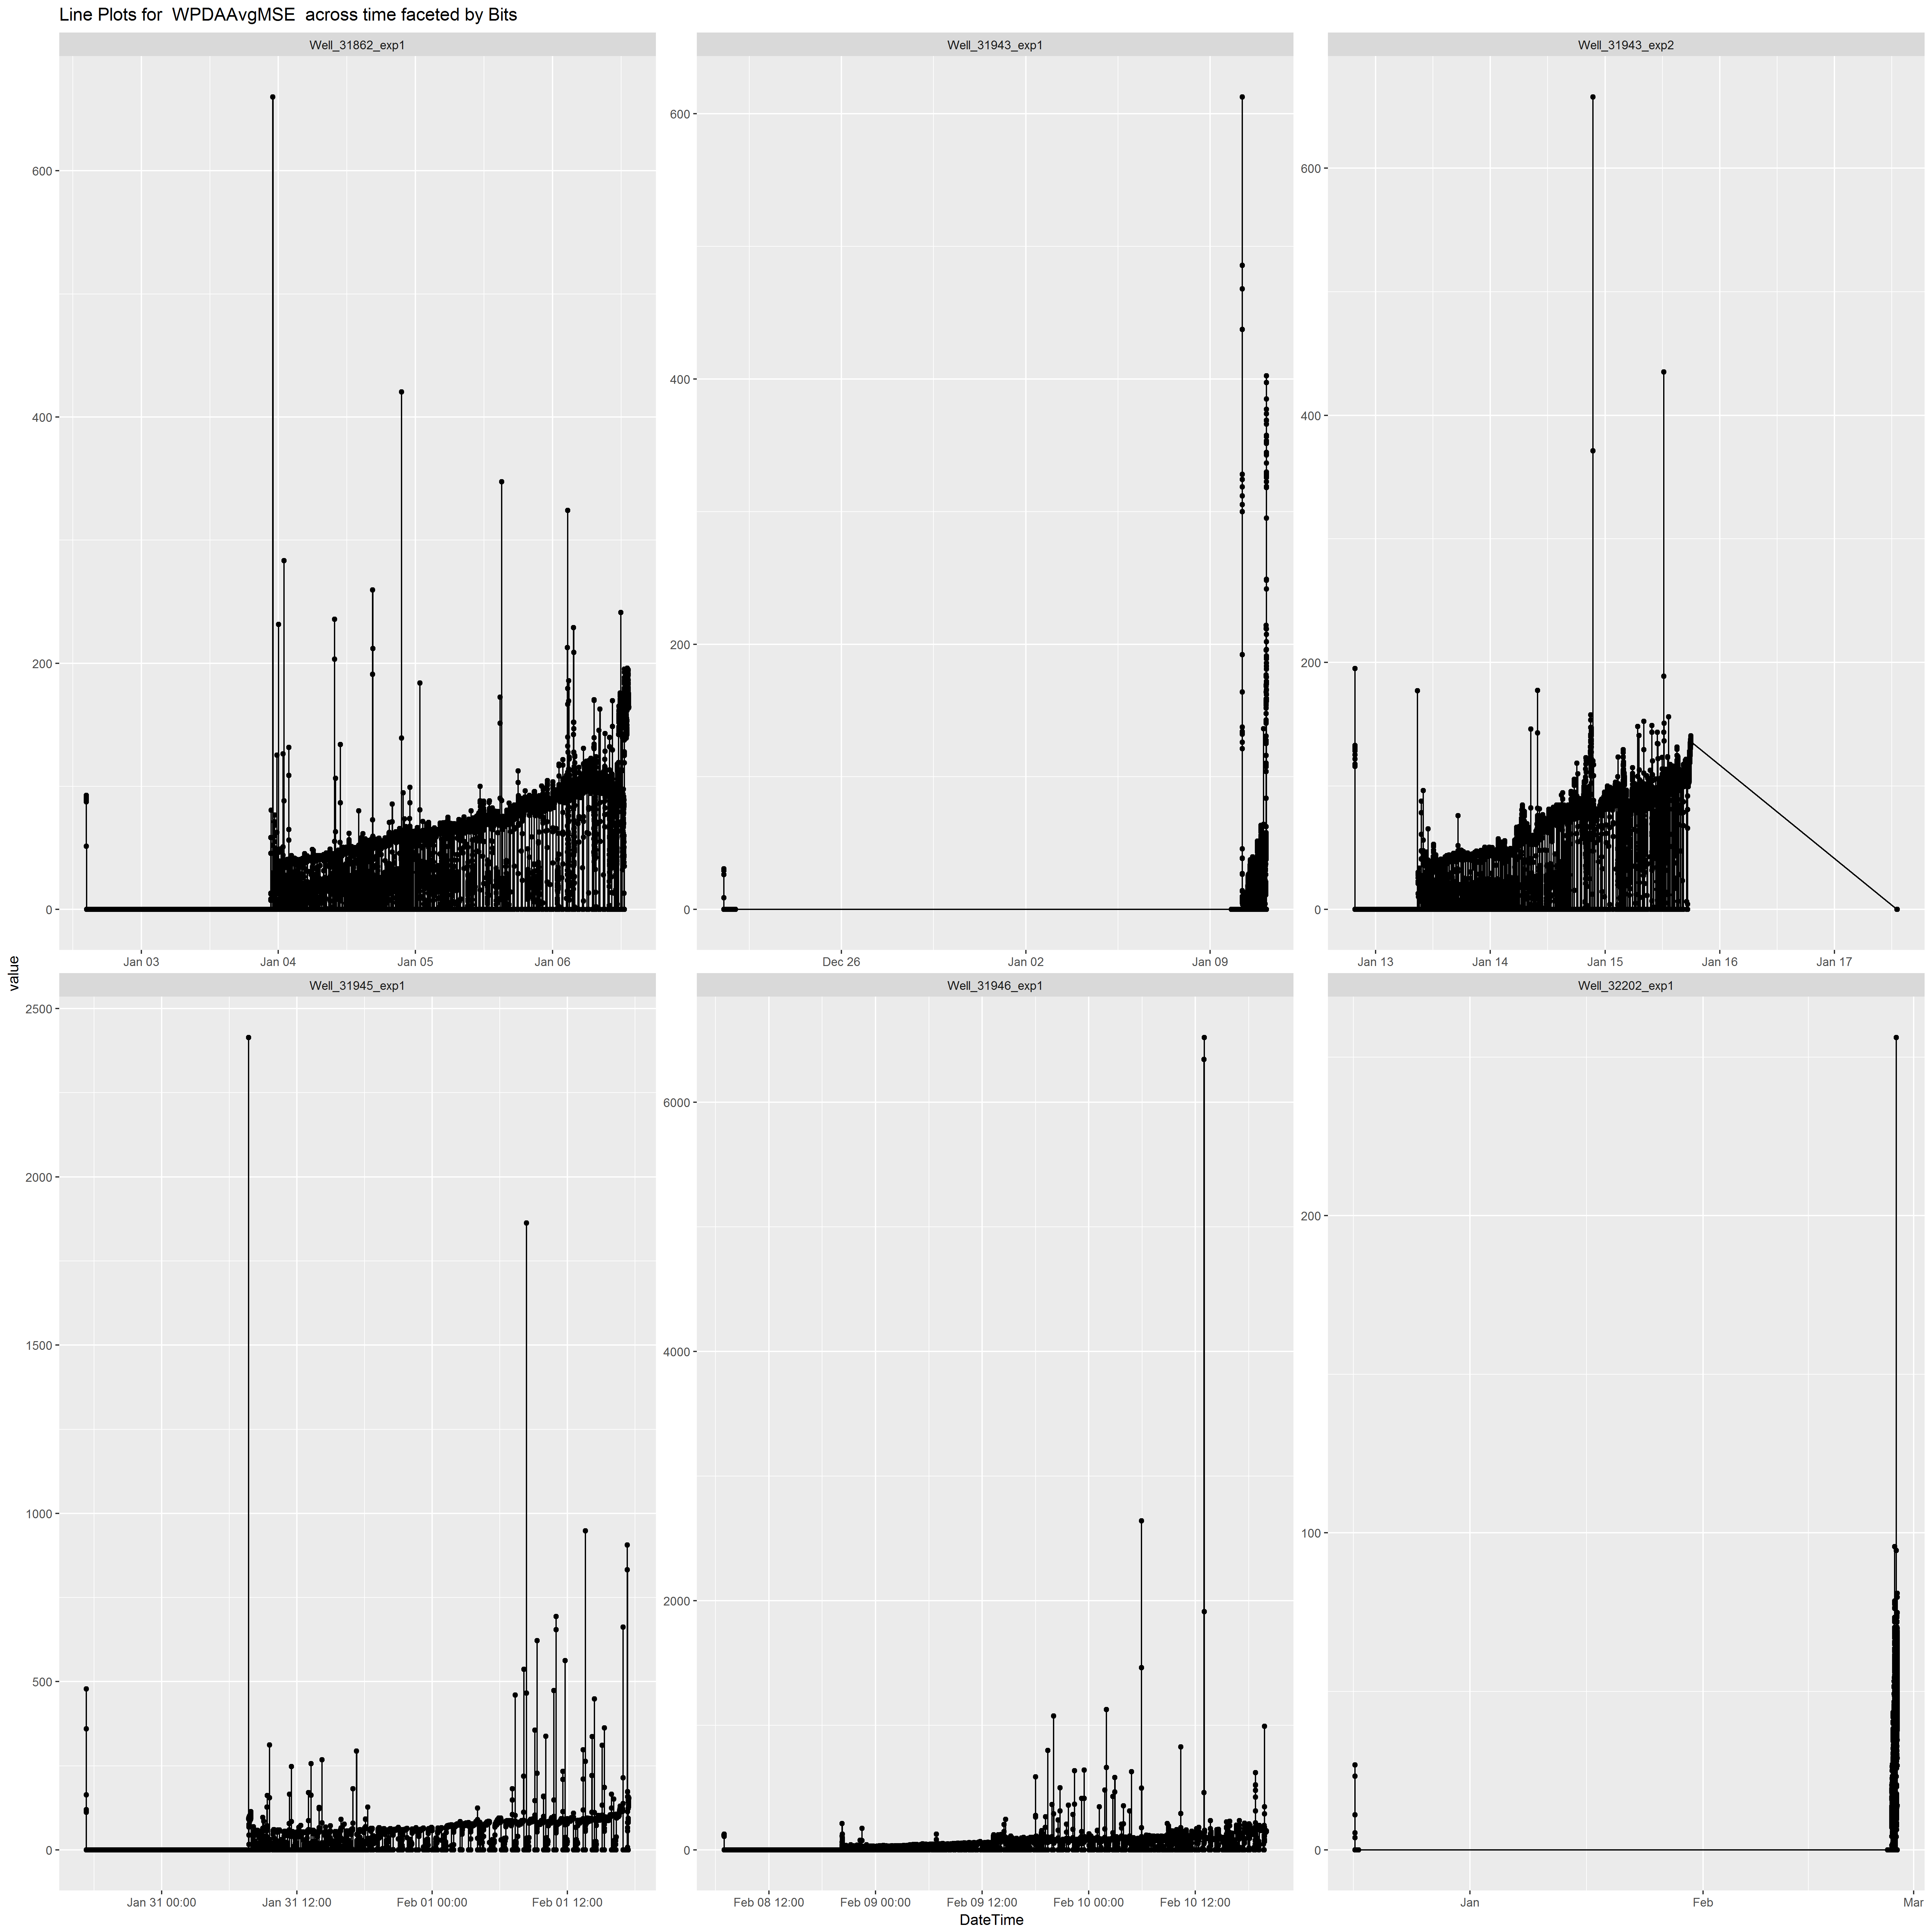 Line Plots for  WPDAAvgMSE  across time faceted by Bits
Well_31862_exp1
Well_31943_exp1
Well_31943_exp2
600
400
200
0
Jan 03
Jan 04
Jan 05
Jan 06
600
400
200
0
Dec 26
Jan 02
Jan 09
600
400
200
0
Jan 13
Jan 14
Jan 15
Jan 16
Jan 17
value
Well_31945_exp1
Well_31946_exp1
Well_32202_exp1
2500
2000
1500
1000
500
0
Jan 31 00:00
Jan 31 12:00
Feb 01 00:00
Feb 01 12:00
6000
4000
2000
0
Feb 08 12:00
Feb 09 00:00
Feb 09 12:00
Feb 10 00:00
Feb 10 12:00
200
100
0
Jan
Feb
Mar
DateTime